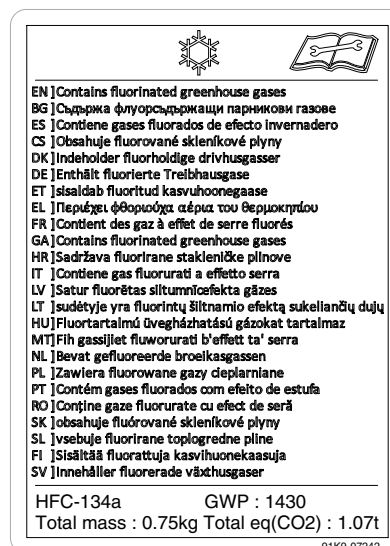 EN ]Contains fluorinated greenhouse gases
BG ]Съдържа флуорсъдържащи парникови газове
ES ]Contiene gases fluorados de efecto invernadero
CS ]Obsahuje fluorované skleníkové plyny
DK]Indeholder fluorholdige drivhusgasser
DE ]Enthält fluorierte Treibhausgase
ET ]sisaldab fluoritud kasvuhoonegaase
EL ]Περιέχει φθοριούχα αέρια του θερμοκηπίου
FR ]Contient des gaz à effet de serre fluorés
GA]Contains fluorinated greenhouse gases
HR]Sadržava fluorirane stakleničke plinove
IT ]Contiene gas fluorurati a effetto serra
LV ]Satur fluorētas siltumnīcefekta gāzes
LT ]sudėtyje yra fluorintų šiltnamio efektą sukeliančių dujų
HU]Fluortartalmú üvegházhatású gázokat tartalmaz
MT]Fih gassijiet fluworurati b'effett ta' serra
NL ]Bevat gefluoreerde broeikasgassen
PL ]Zawiera fluorowane gazy cieplarniane
PT ]Contém gases fluorados com efeito de estufa
RO]Conține gaze fluorurate cu efect de seră
SK ]obsahuje fluórované skleníkové plyny
SL ]vsebuje fluorirane toplogredne pline
FI ]Sisältää fluorattuja kasvihuonekaasuja
SV ]Innehåller fluorerade växthusgaser
HFC-134a GWP : 1430
Total mass : 0.75kg Total eq(CO2) : 1.07t